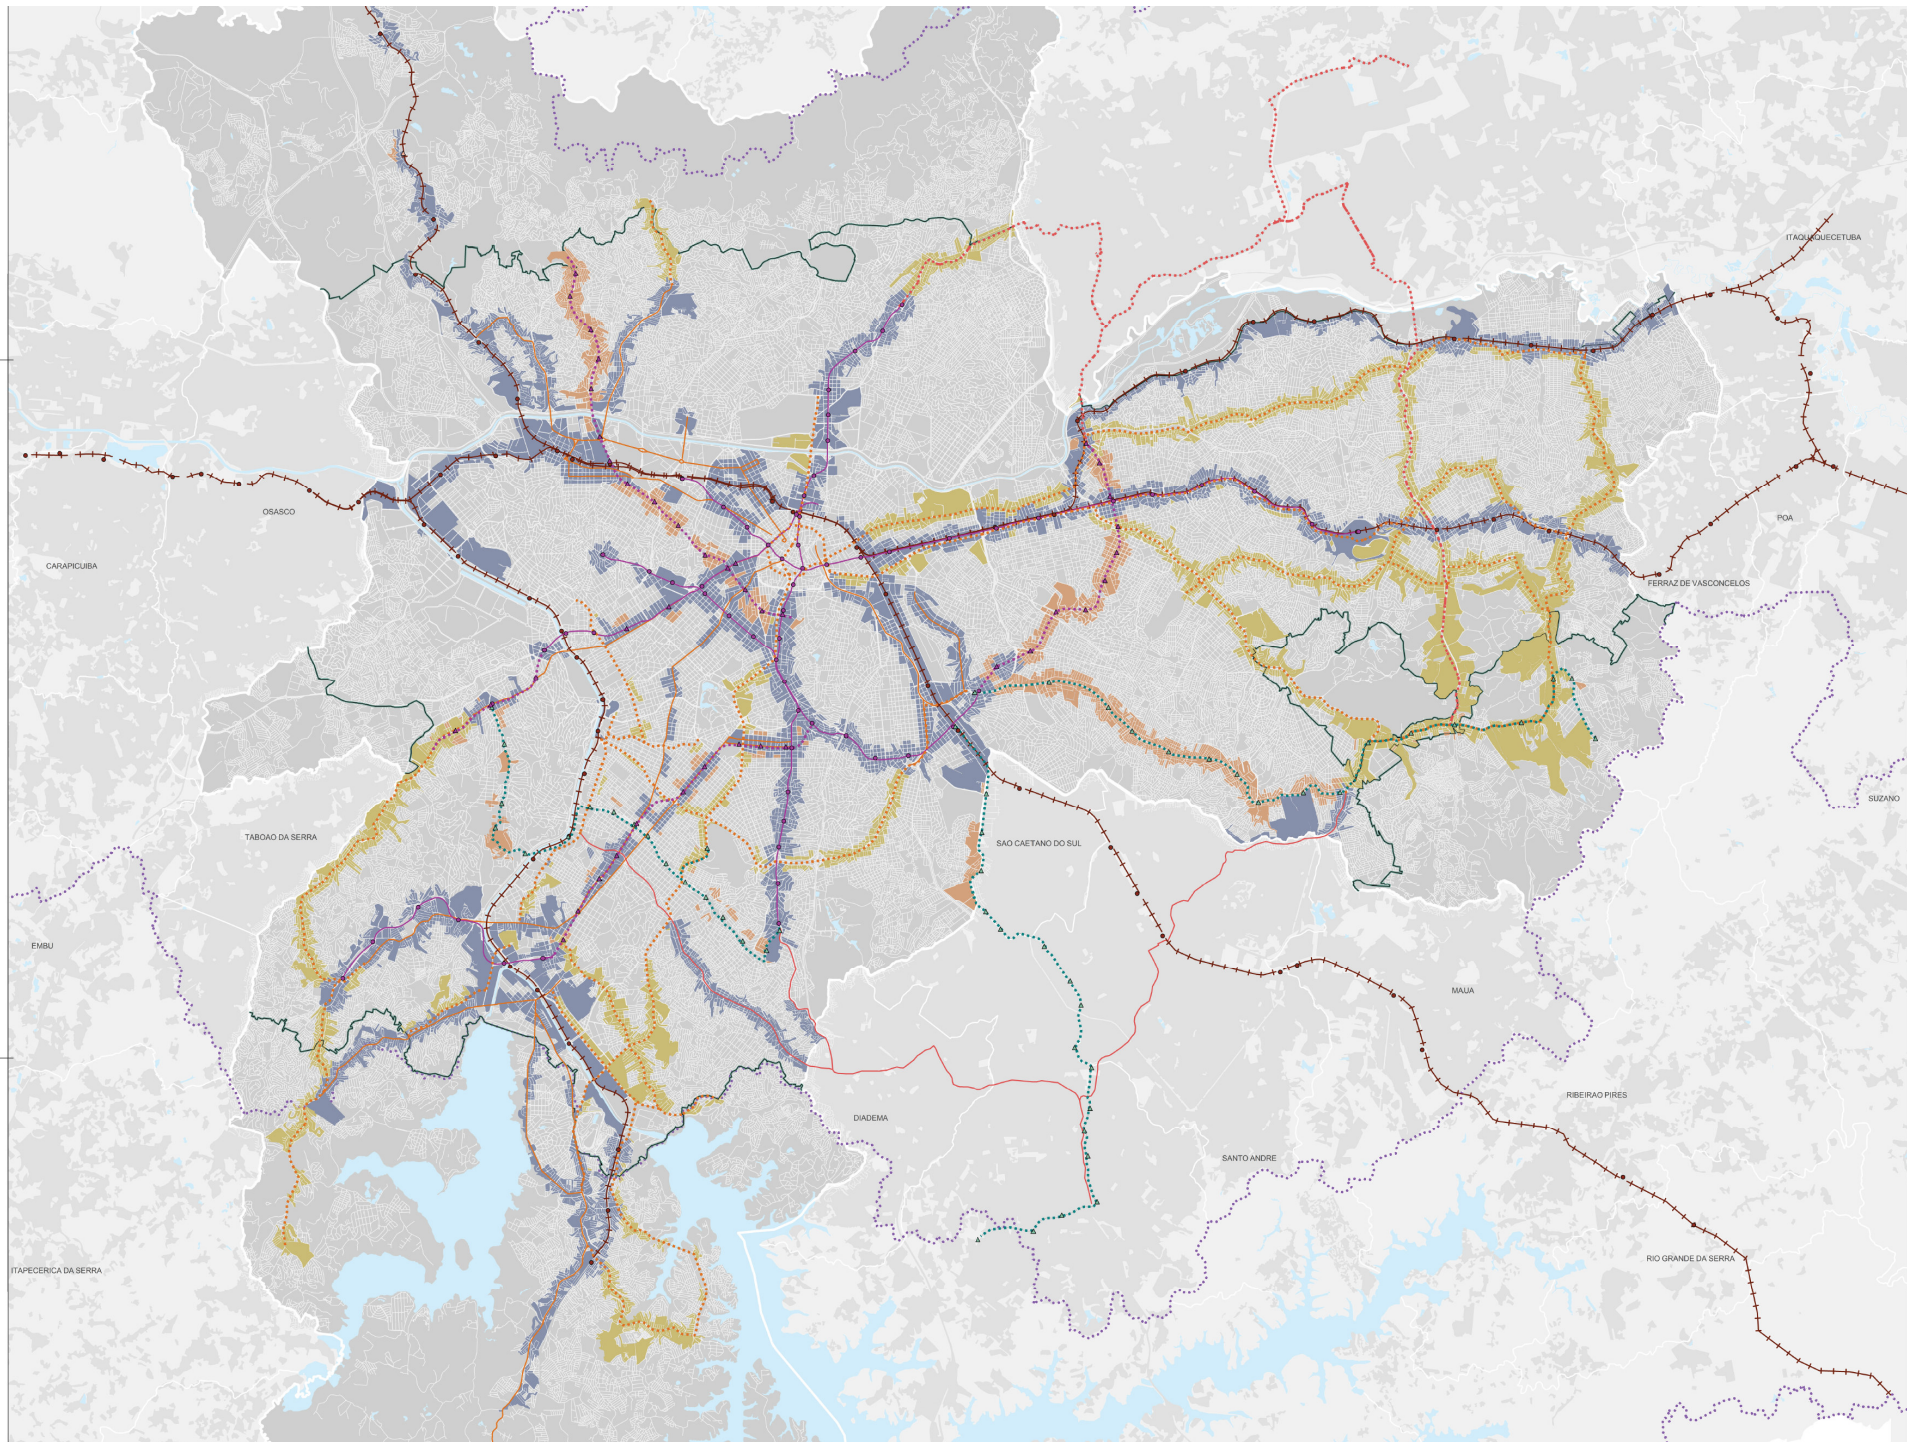 ITAQUAQUECETUBA
OSASCO
POA
CARAPICUIBA
FERRAZ DE VASCONCELOS
SUZANO
TABOAO DA SERRA
SAO CAETANO DO SUL
EMBU
MAUA
RIBEIRAO PIRES
DIADEMA
SANTO ANDRE
RIO GRANDE DA SERRA
ITAPECERICA DA SERRA